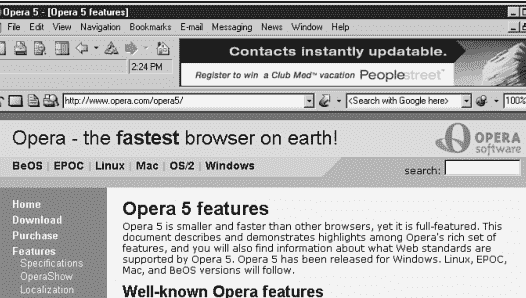 Opera 5 - [Opera 5 features]
File Edit View Navigation Bookmarks E-mail Messaging News Window Help
2:24 PM
Contacts instantly updatable.
Register to win a Club Med™ vacation PeopleStreet™
http://www.opera.com/opera5/ <Search with Google here> 100%
Opera - the fastest browser on earth!
OPERA
software
BeOS | EPOC | Linux | Mac | OS/2 | Windows
search:
Home
Download
Purchase
Features
Specifications
OperaShow
Localization
Opera 5 features
Opera 5 is smaller and faster than other browsers, yet it is full-featured. This
document describes and demonstrates highlights among Opera's rich set of
features, and you will also find information about what Web standards are
supported by Opera 5. Opera 5 has been released for Windows. Linux, EPOC,
Mac, and BeOS versions will follow.
Well-known Opera features